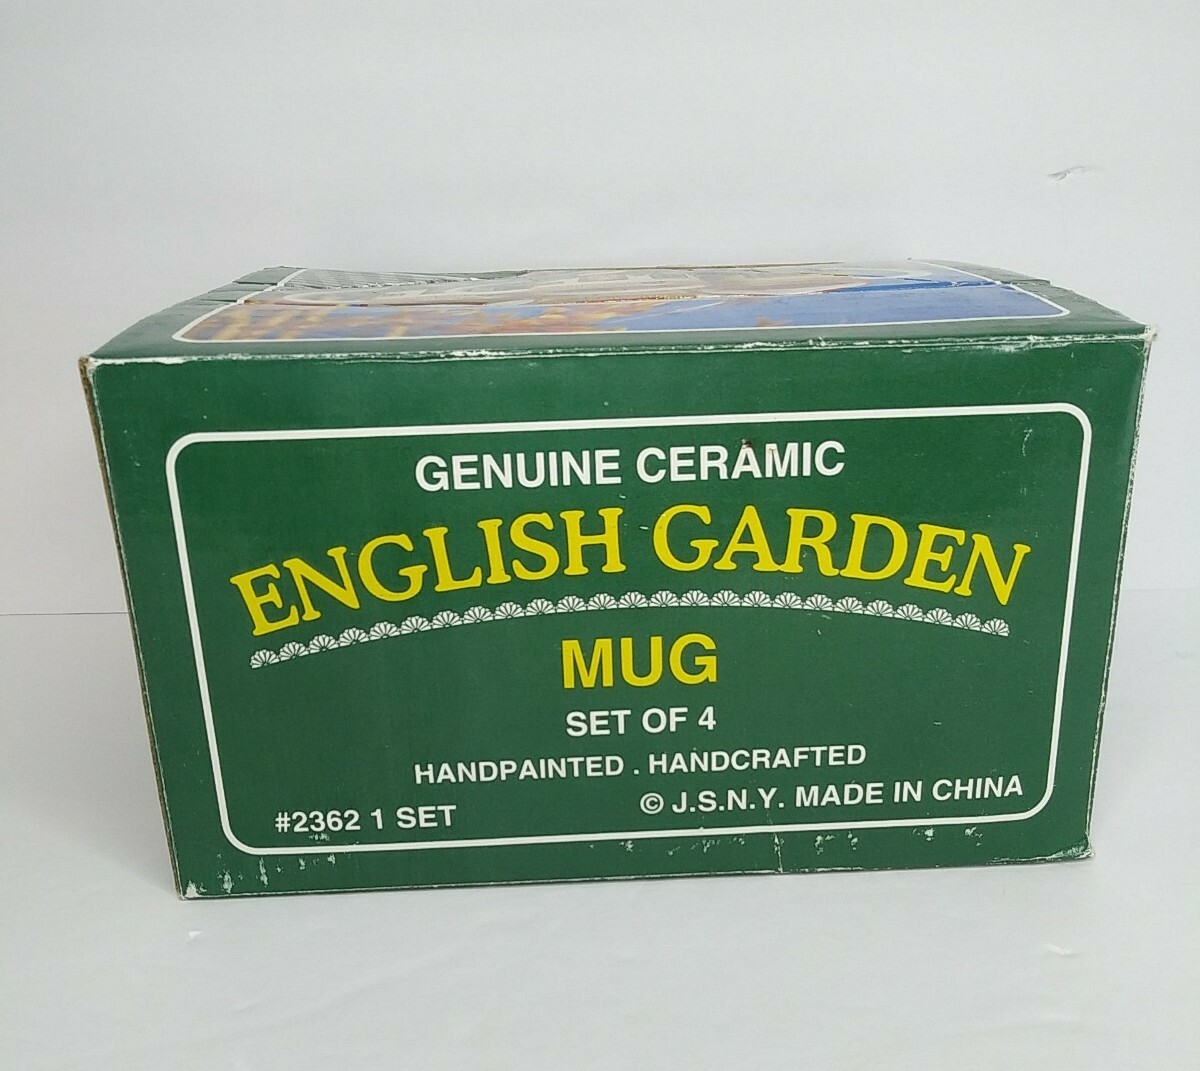 GENUINE CERAMIC
ENGLISH GARDEN
MUG
SET OF 4
HANDPAINTED . HANDCRAFTED
#2362 1 SET
© J.S.N.Y. MADE IN CHINA